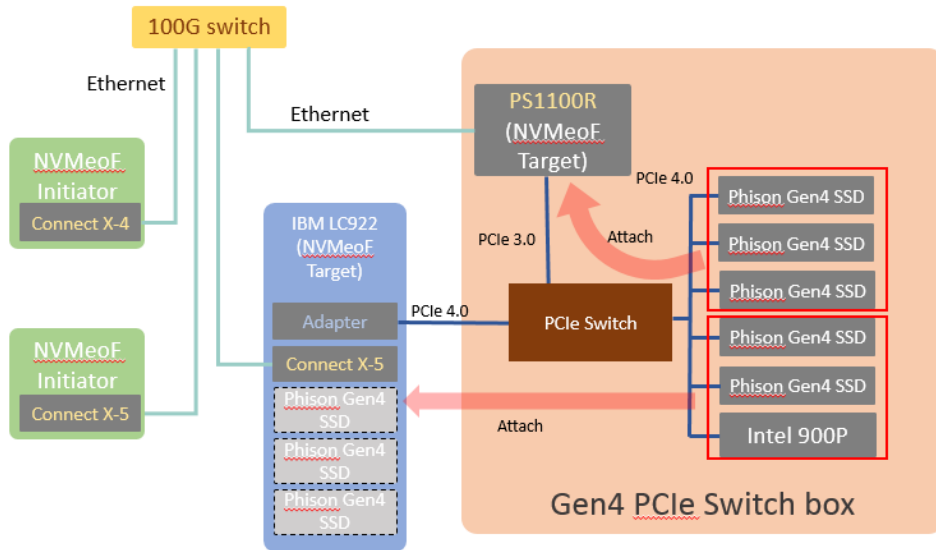 100G switch
Ethernet
Ethernet
NVMeoF
Initiator
Connect X-4
NVMeoF
Initiator
Connect X-5
IBM LC922
(NVMeoF
Target)
Adapter
Connect X-5
Phison Gen4
SSD
Phison Gen4
SSD
Phison Gen4
SSD
PCIe 4.0
PS1100R
(NVMeoF
Target)
PCIe 3.0
Attach
PCIe 4.0
PCIe Switch
Phison Gen4 SSD
Phison Gen4 SSD
Phison Gen4 SSD
Phison Gen4 SSD
Phison Gen4 SSD
Intel 900P
Attach
Gen4 PCIe Switch box